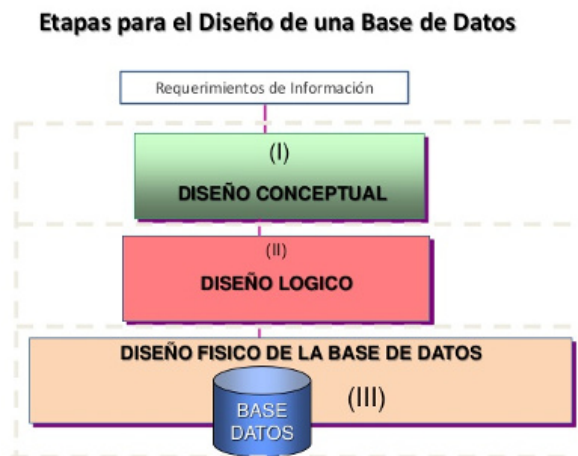 Etapas para el Diseño de una Base de Datos
Requerimientos de Información
(I)
DISEÑO CONCEPTUAL
(II)
DISEÑO LOGICO
DISEÑO FISICO DE LA BASE DE DATOS
(III)
BASE
DATOS